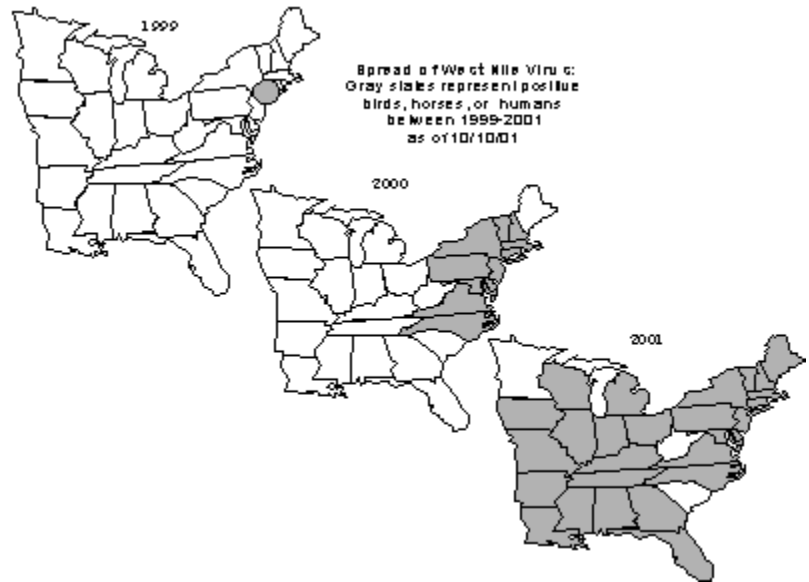 1999
Spread of West Nile Virus:
Gray states represent positive
birds, horses, or humans
between 1999-2001
as of 10/10/01
2000
2001